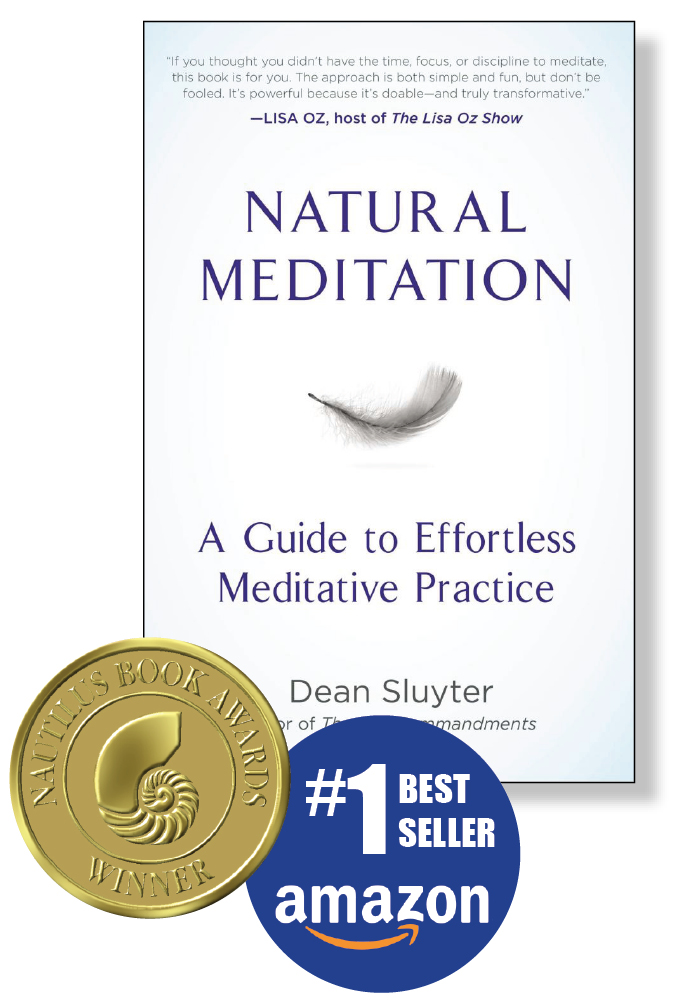 “If you thought you didn’t have the time, focus, or discipline to meditate,
this book is for you. The approach is both simple and fun, but don’t be
fooled. It’s powerful because it’s doable—and truly transformative.”
—LISA OZ, host of The Lisa Oz Show
NATURAL
MEDITATION
A Guide to Effortless
Meditative Practice
Dean Sluyter
of
NAUTILUS BOOK AWARDS
WINNER
#1 BEST
SELLER
amazon